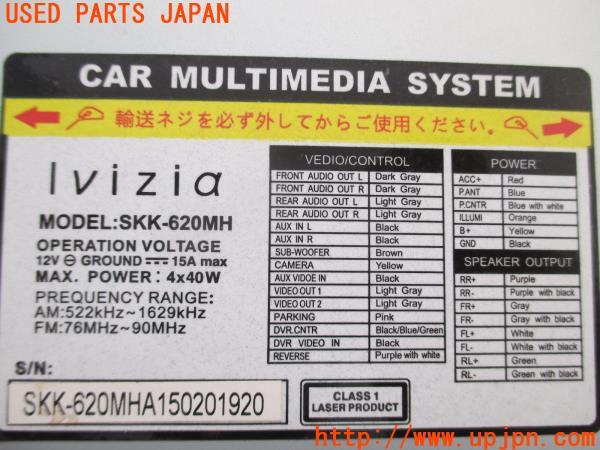 USED PARTS JAPAN
CAR MULTIMEDIA SYSTEM
輸送ネジを必ず外してからご使用ください。
Ivizia
MODEL:SKK-620MH
OPERATION VOLTAGE
12V ⊖ GROUND 15A max
MAX. POWER: 4x40W
PREQUENCY RANGE:
AM:522kHz~1629kHz
FM:76MHz~90MHz
S/N:
SKK-620MHA150201920
VEDIO/CONTROL
FRONT AUDIO OUT L Dark Gray
FRONT AUDIO OUT R Dark Gray
REAR AUDIO OUT L Light Gray
REAR AUDIO OUT R Light Gray
AUX IN L Black
AUX IN R Black
SUB-WOOFER Brown
CAMERA Yellow
AUX VIDOE IN Black
VIDEO OUT1 Light Gray
VIDEO OUT 2 Light Gray
PARKING Pink
DVR.CNTR Black/Blue/Green
DVR VIDEO IN Black
REVERSE Purple with white
CLASS 1
LASER PRODUCT
POWER
ACC+ Red
P.ANT Blue
P.CNTR Blue with white
ILLUMI Orange
B+ Yellow
GND Black
SPEAKER OUTPUT
RR+ Purple
RR- Purple with black
FR+ Gray
FR- Gray with black
FL+ White
FL- White with black
RL+ Green
RL- Green with black
USED PARTS JAPAN
www.upjpn.com